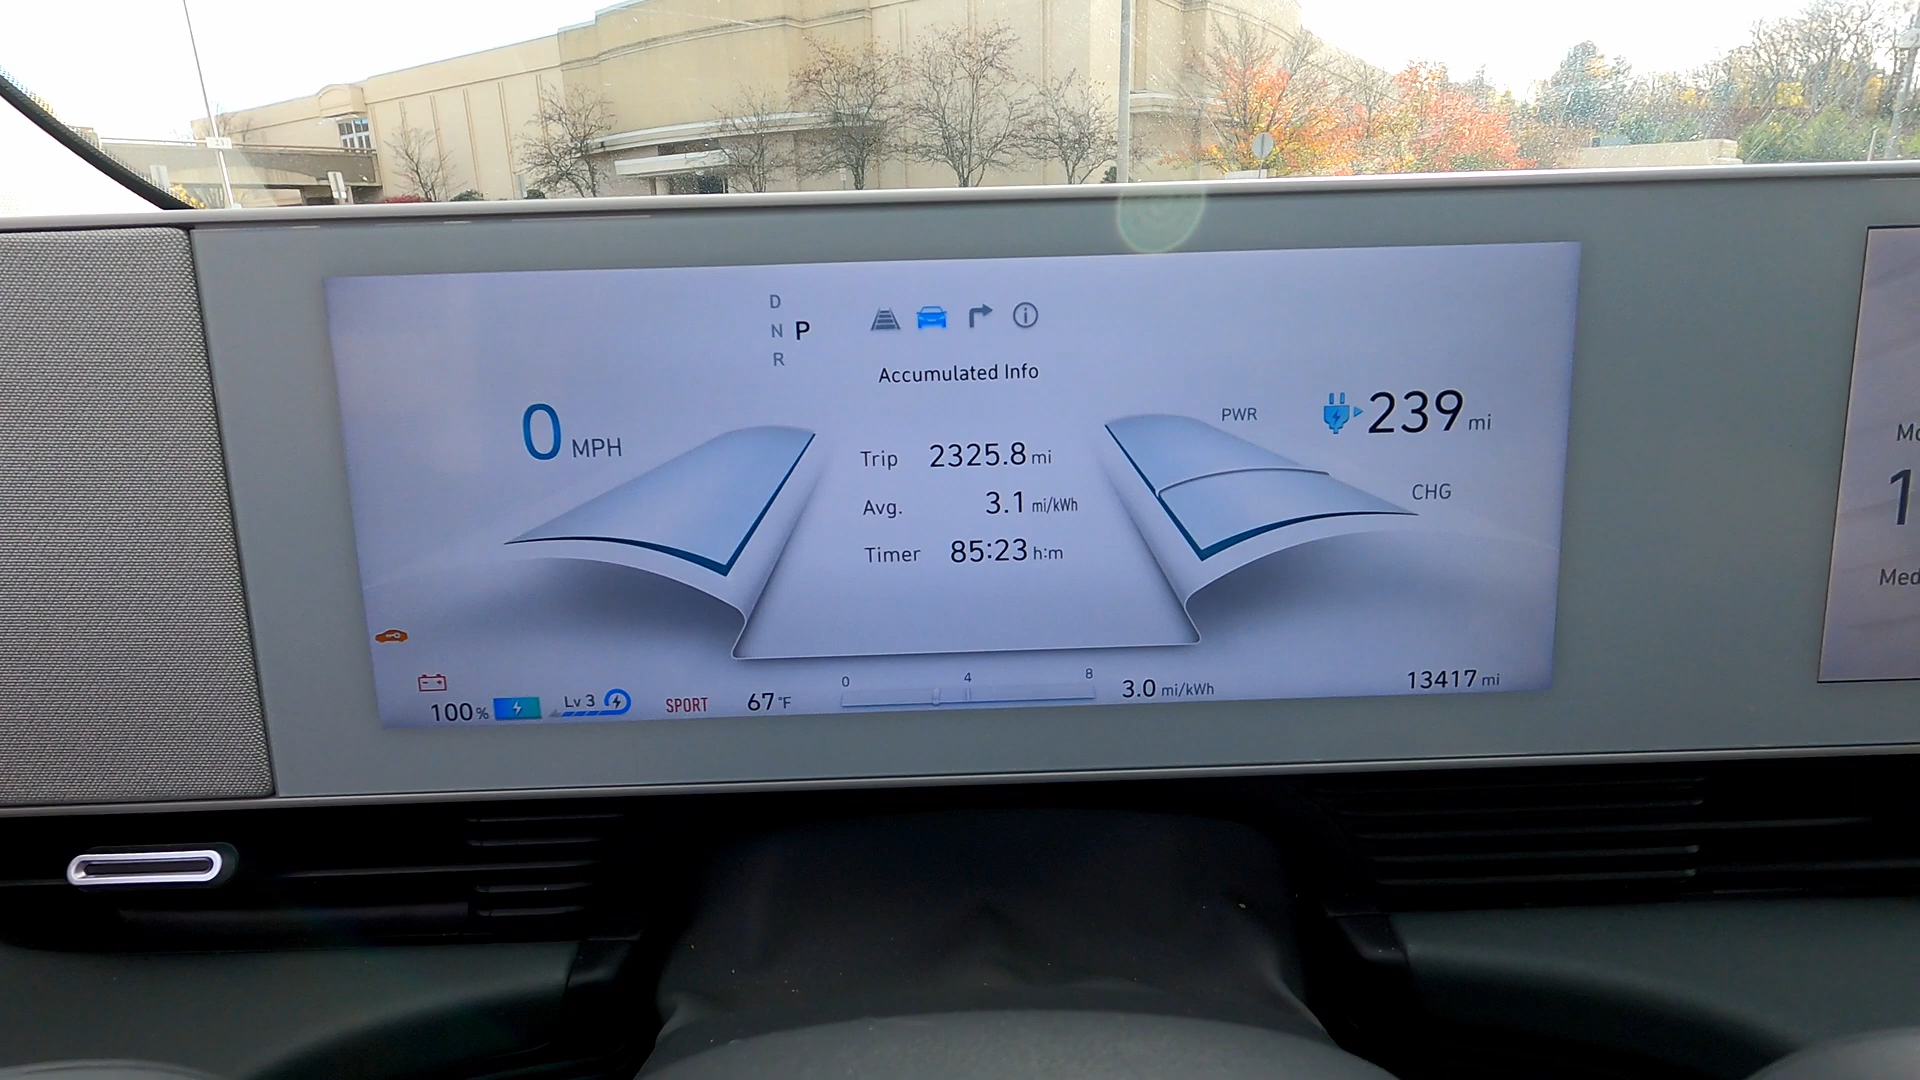 D
N P
R
Accumulated Info
0 MPH
PWR
239 mi
Trip 2325.8 mi
CHG
Avg. 3.1 mi/kWh
Timer 85:23 h:m
100 % Lv 3 SPORT 67 °F
0 4 8
3.0 mi/kWh
13417 mi
Med